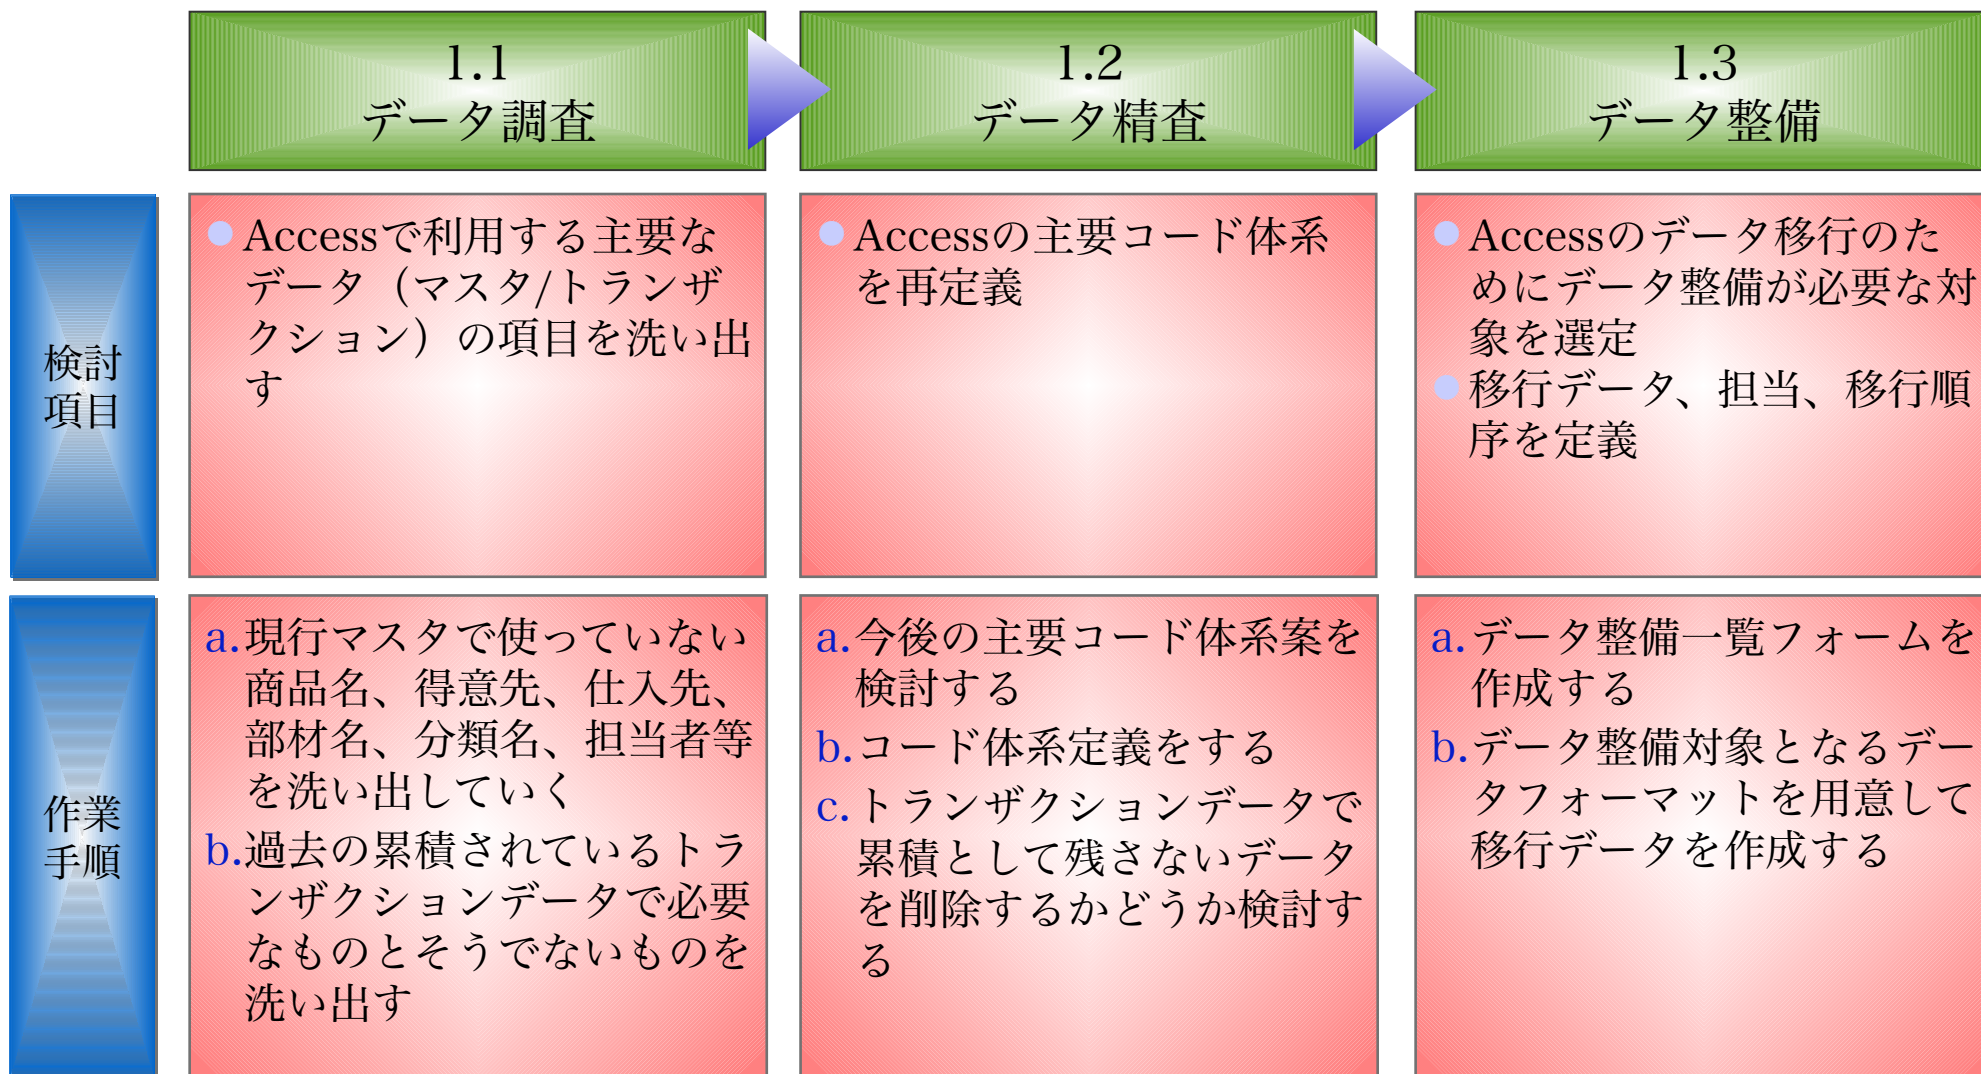 1.1
データ調査
1.2
データ精査
1.3
データ整備
検討
項目
Accessで利用する主要な
データ（マスタ/トランザ
クション）の項目を洗い出
す
Accessの主要コード体系
を再定義
Accessのデータ移行のた
めにデータ整備が必要な対
象を選定
移行データ、担当、移行順
序を定義
作業
手順
a.現行マスタで使っていない
商品名、得意先、仕入先、
部材名、分類名、担当者等
を洗い出していく
b.過去の累積されているトラ
ンザクションデータで必要
なものとそうでないものを
洗い出す
a.今後の主要コード体系案を
検討する
b.コード体系定義をする
c.トランザクションデータで
累積として残さないデータ
を削除するかどうか検討す
る
a.データ整備一覧フォームを
作成する
b.データ整備対象となるデー
タフォーマットを用意して
移行データを作成する